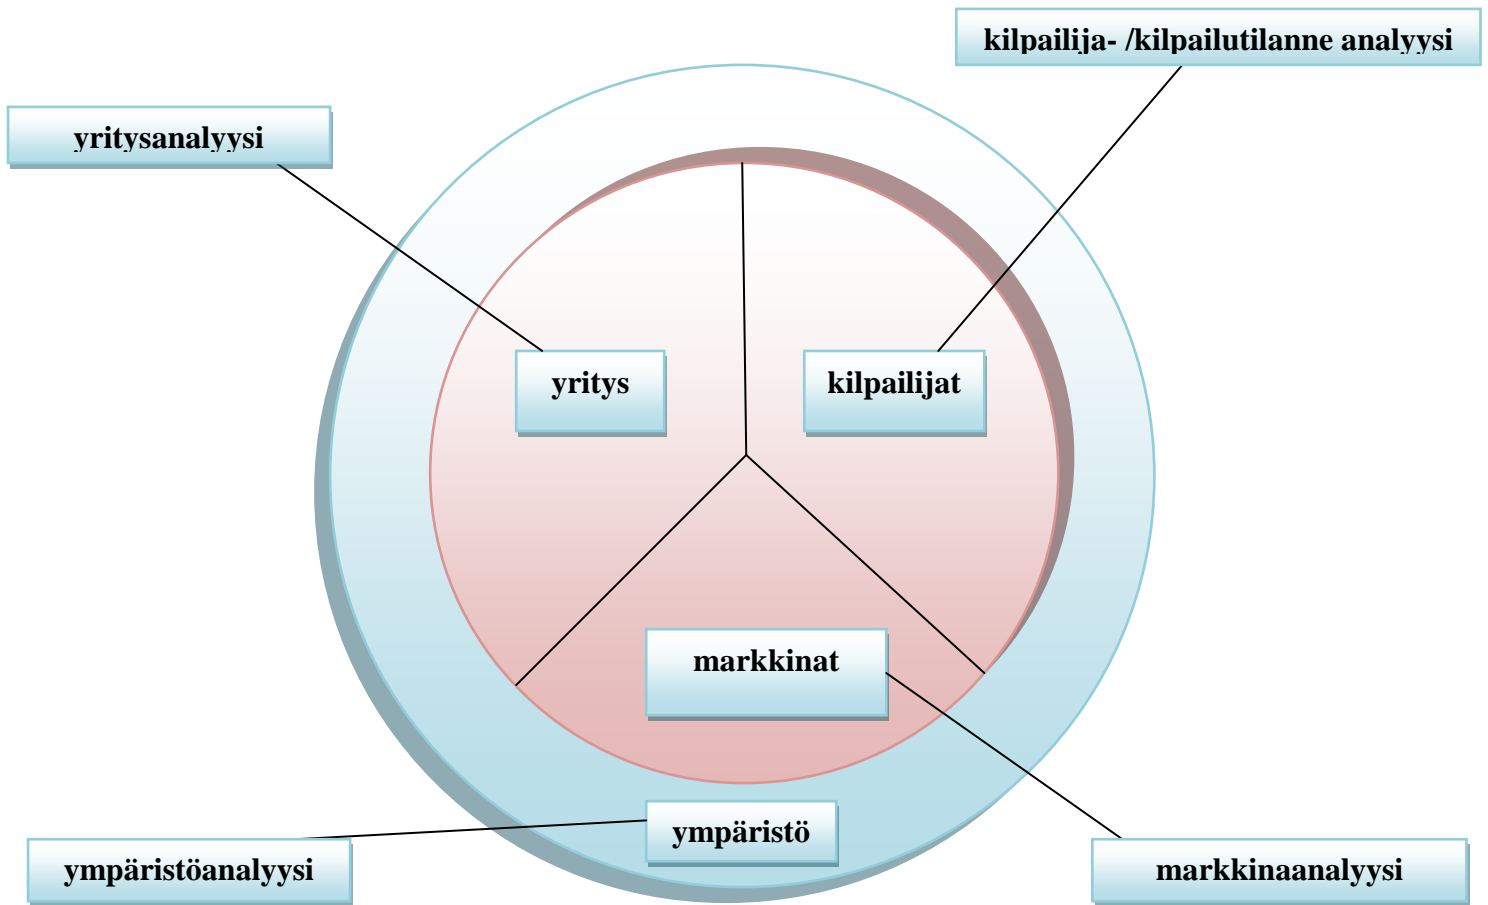 kilpailija- /kilpailutilanne analyysi
yritysanalyysi
yritys
kilpailijat
markkinat
ympäristö
ympäristöanalyysi
markkinaanalyysi